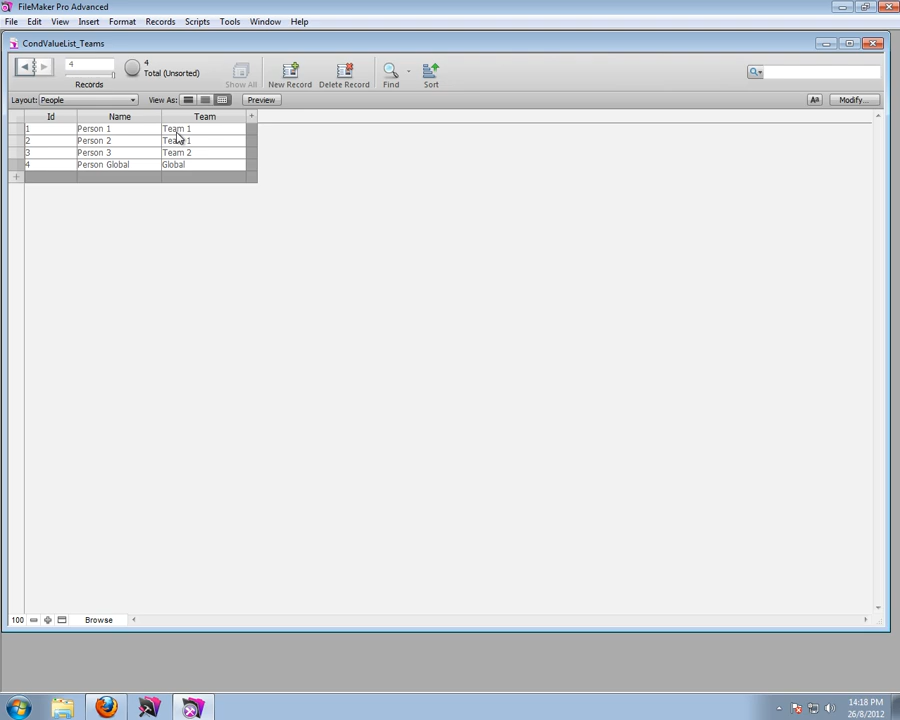 FileMaker Pro Advanced
File Edit View Insert Format Records Scripts Tools Window Help
CondValueList_Teams
4
4
Total (Unsorted)
Records Show All New Record Delete Record Find Sort
Layout: People View As: Preview Aa Modify...
Id Name Team +
1 Person 1 Team 1
2 Person 2 Team 1
3 Person 3 Team 2
4 Person Global Global
+
100 Browse
14:18 PM
26/8/2012